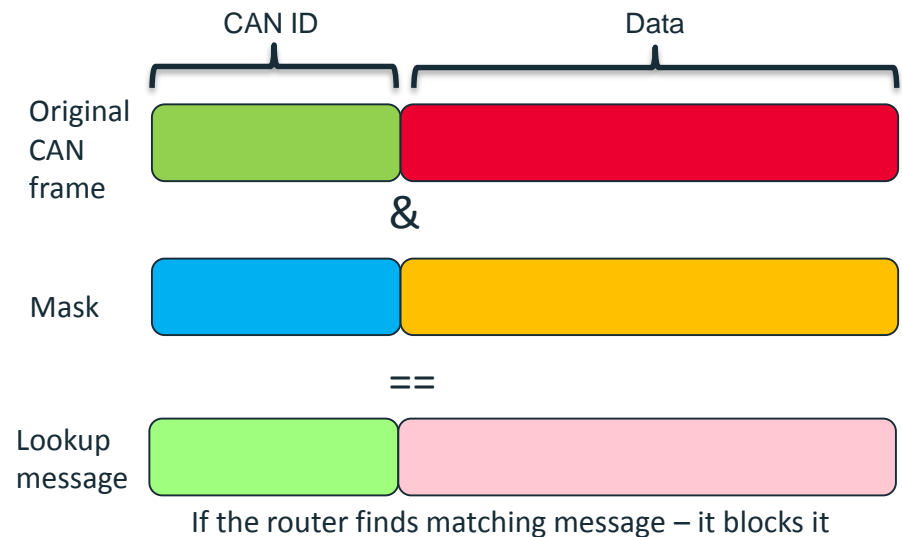 CAN ID
Data
Original
CAN
frame
&
Mask
==
Lookup
message
If the router finds matching message – it blocks it